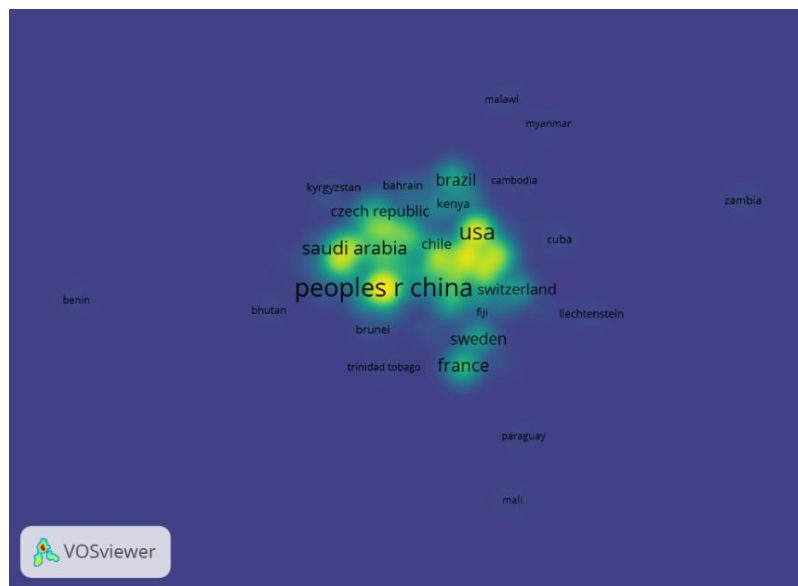 malawi
myanmar
kyrgyzstan
bahrain
brazil
cambodia
zambia
czech republic
kenya
usa
cuba
saudi arabia
chile
peoples r china
switzerland
benin
bhutan
fiji
liechtenstein
brunei
sweden
trinidad tobago
france
paraguay
mali
VOSviewer